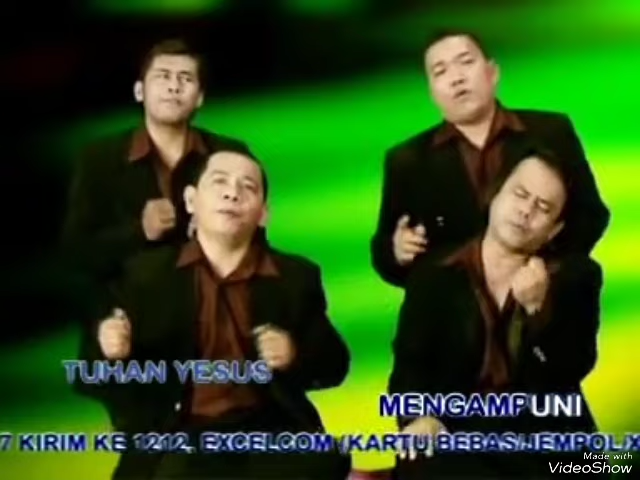 TUHAN YESUS
MENGAMPUNI
7 KIRIM KE 1212, EXCELCOM (KARTU BEBAS/JEMPOL/X
Made with
VideoShow